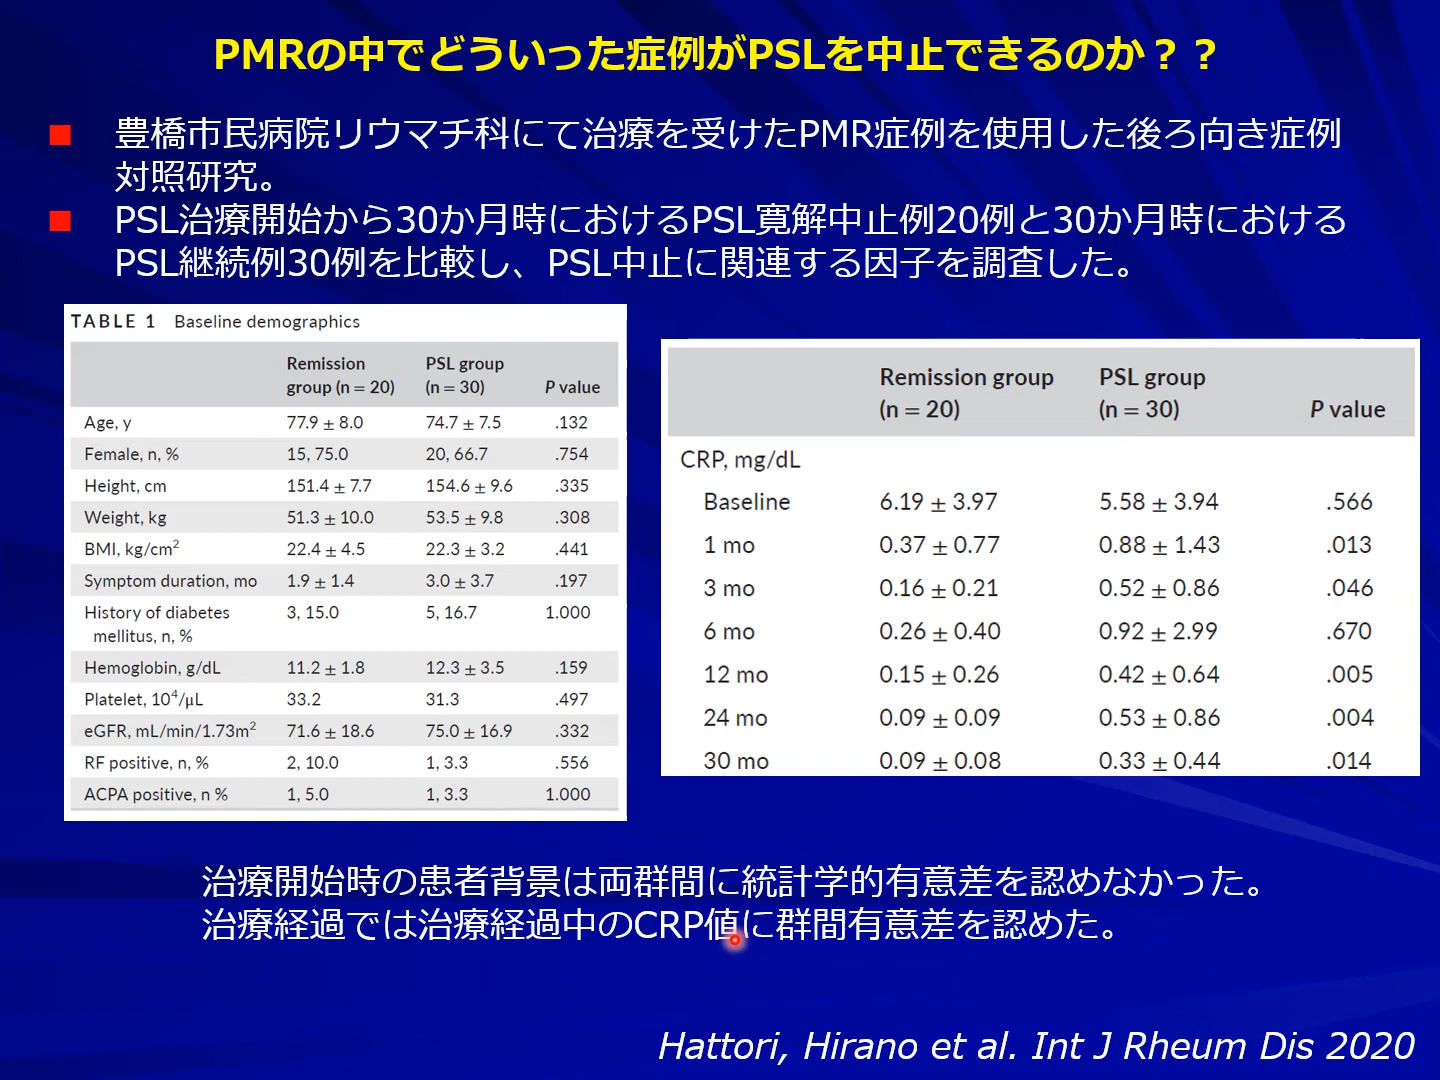 PMRの中でどういった症例がPSLを中止できるのか？？
豊橋市民病院リウマチ科にて治療を受けたPMR症例を使用した後ろ向き症例
対照研究。
PSL治療開始から30か月時におけるPSL寛解中止例20例と30か月時における
PSL継続例30例を比較し、PSL中止に関連する因子を調査した。
TABLE 1 Baseline demographics
Remission group (n = 20) PSL group (n = 30) P value
Age, y 77.9 ± 8.0 74.7 ± 7.5 .132
Female, n, % 15, 75.0 20, 66.7 .754
Height, cm 151.4 ± 7.7 154.6 ± 9.6 .335
Weight, kg 51.3 ± 10.0 53.5 ± 9.8 .308
BMI, kg/cm² 22.4 ± 4.5 22.3 ± 3.2 .441
Symptom duration, mo 1.9 ± 1.4 3.0 ± 3.7 .197
History of diabetes mellitus, n, % 3, 15.0 5, 16.7 1.000
Hemoglobin, g/dL 11.2 ± 1.8 12.3 ± 3.5 .159
Platelet, 10⁴/μL 33.2 31.3 .497
eGFR, mL/min/1.73m² 71.6 ± 18.6 75.0 ± 16.9 .332
RF positive, n, % 2, 10.0 1, 3.3 .556
ACPA positive, n % 1, 5.0 1, 3.3 1.000
Remission group (n = 20) PSL group (n = 30) P value
CRP, mg/dL
Baseline 6.19 ± 3.97 5.58 ± 3.94 .566
1 mo 0.37 ± 0.77 0.88 ± 1.43 .013
3 mo 0.16 ± 0.21 0.52 ± 0.86 .046
6 mo 0.26 ± 0.40 0.92 ± 2.99 .670
12 mo 0.15 ± 0.26 0.42 ± 0.64 .005
24 mo 0.09 ± 0.09 0.53 ± 0.86 .004
30 mo 0.09 ± 0.08 0.33 ± 0.44 .014
治療開始時の患者背景は両群間に統計学的有意差を認めなかった。
治療経過では治療経過中のCRP値に群間有意差を認めた。
Hattori, Hirano et al. Int J Rheum Dis 2020